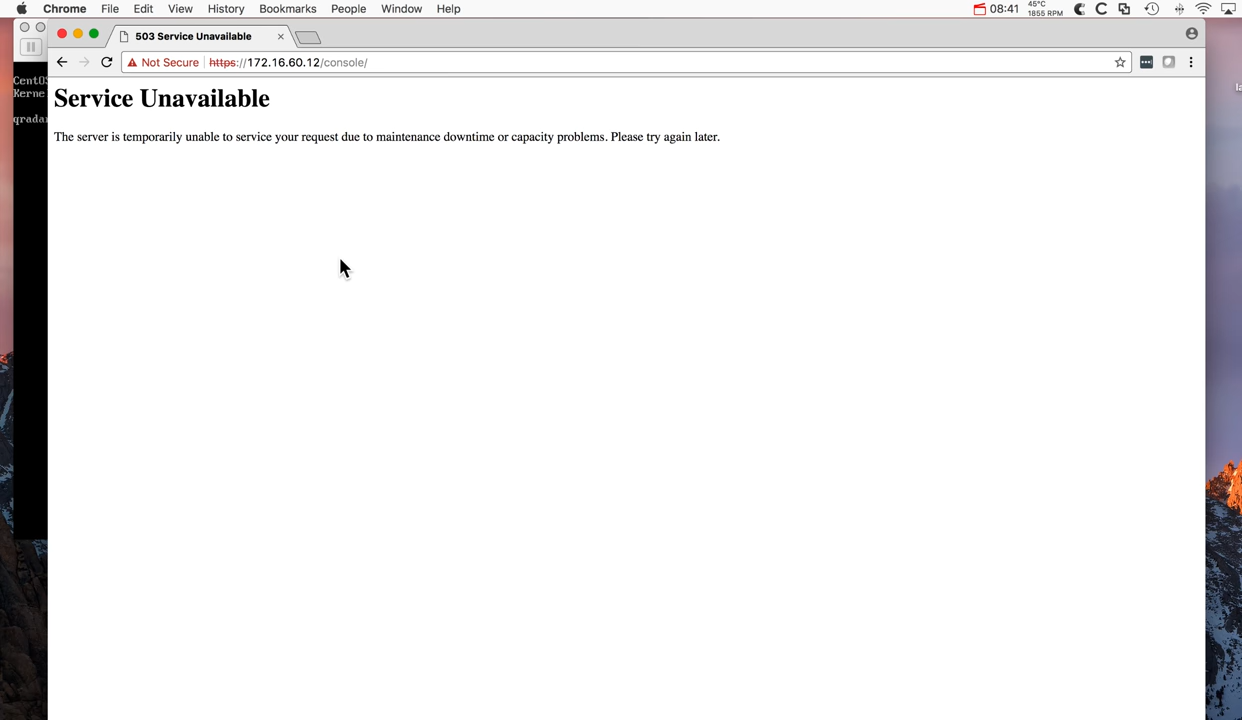 Chrome File Edit View History Bookmarks People Window Help 08:41 45°C 1855 RPM
503 Service Unavailable
Not Secure https://172.16.60.12/console/
CentOS
Kerne
qradar
Service Unavailable
The server is temporarily unable to service your request due to maintenance downtime or capacity problems. Please try again later.